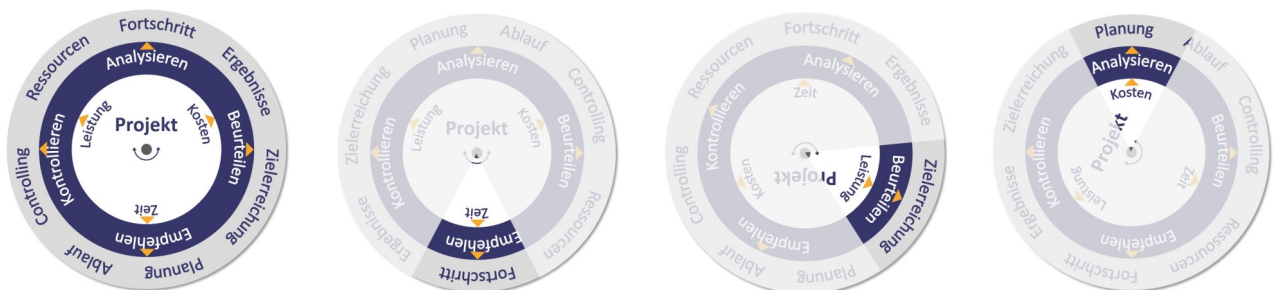 Fortschritt
Ressourcen
Ergebnisse
Controlling
Zielerreichung
Ablauf
Planung
Analysieren
Kontrollieren
Beurteilen
Empfehlen
Leistung
Kosten
Projekt
Zeit
Planung
Ablauf
Zielerreichung
Controlling
Ergebnisse
Ressourcen
Fortschritt
Analysieren
Kontrollieren
Beurteilen
Empfehlen
Leistung
Kosten
Projekt
Zeit
Fortschritt
Ressourcen
Ergebnisse
Controlling
Zielerreichung
Ablauf
Planung
Analysieren
Kontrollieren
Beurteilen
Empfehlen
Zeit
Kosten
Leistung
Projekt
Planung
Ablauf
Zielerreichung
Controlling
Ergebnisse
Ressourcen
Fortschritt
Analysieren
Kontrollieren
Beurteilen
Empfehlen
Kosten
Projekt
Leistung
Zeit